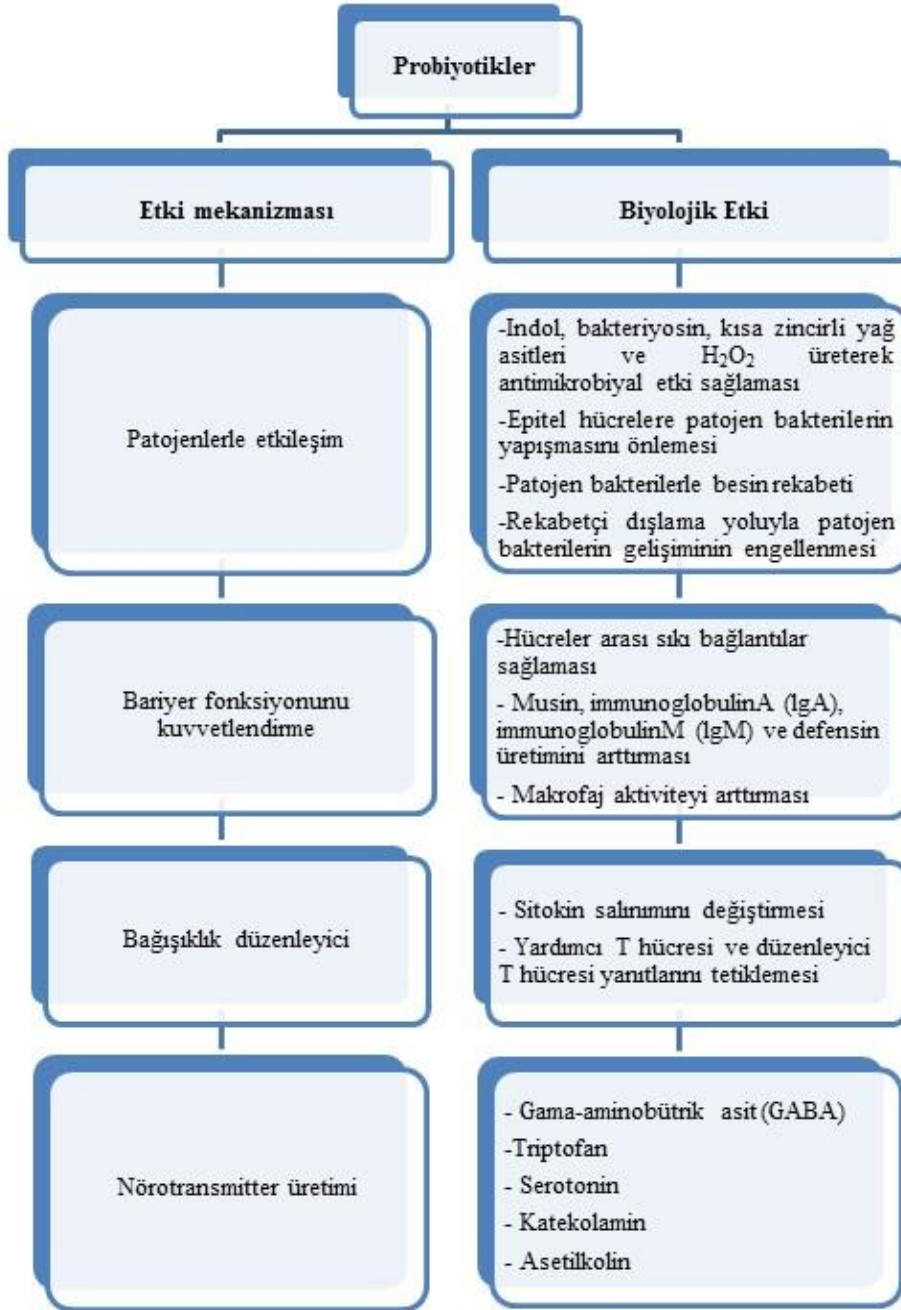 Probiyotikler
Etki mekanizması
Biyolojik Etki
Patojenlerle etkileşim
-Indol, bakteriyosin, kısa zincirli yağ
asitleri ve H₂O₂ üreterek
antimikrobiyal etki sağlaması
-Epitel hücrelere patojen bakterilerin
yapışmasını önlemesi
-Patojen bakterilerle besin rekabeti
-Rekabetçi dışlama yoluyla patojen
bakterilerin gelişiminin engellenmesi
Bariyer fonksiyonunu
kuvvetlendirme
-Hücreler arası sıkı bağlantılar
sağlaması
- Musin, immunoglobulinA (lgA),
immunoglobulinM (lgM) ve defensin
üretimini arttırması
- Makrofaj aktiviteyi arttırması
Bağışıklık düzenleyici
- Sitokin salınımını değiştirmesi
- Yardımcı T hücresi ve düzenleyici
T hücresi yanıtlarını tetiklemesi
Nörotransmitter üretimi
- Gama-aminobütrik asit (GABA)
-Triptofan
- Serotonin
- Katekolamin
- Asetilkolin